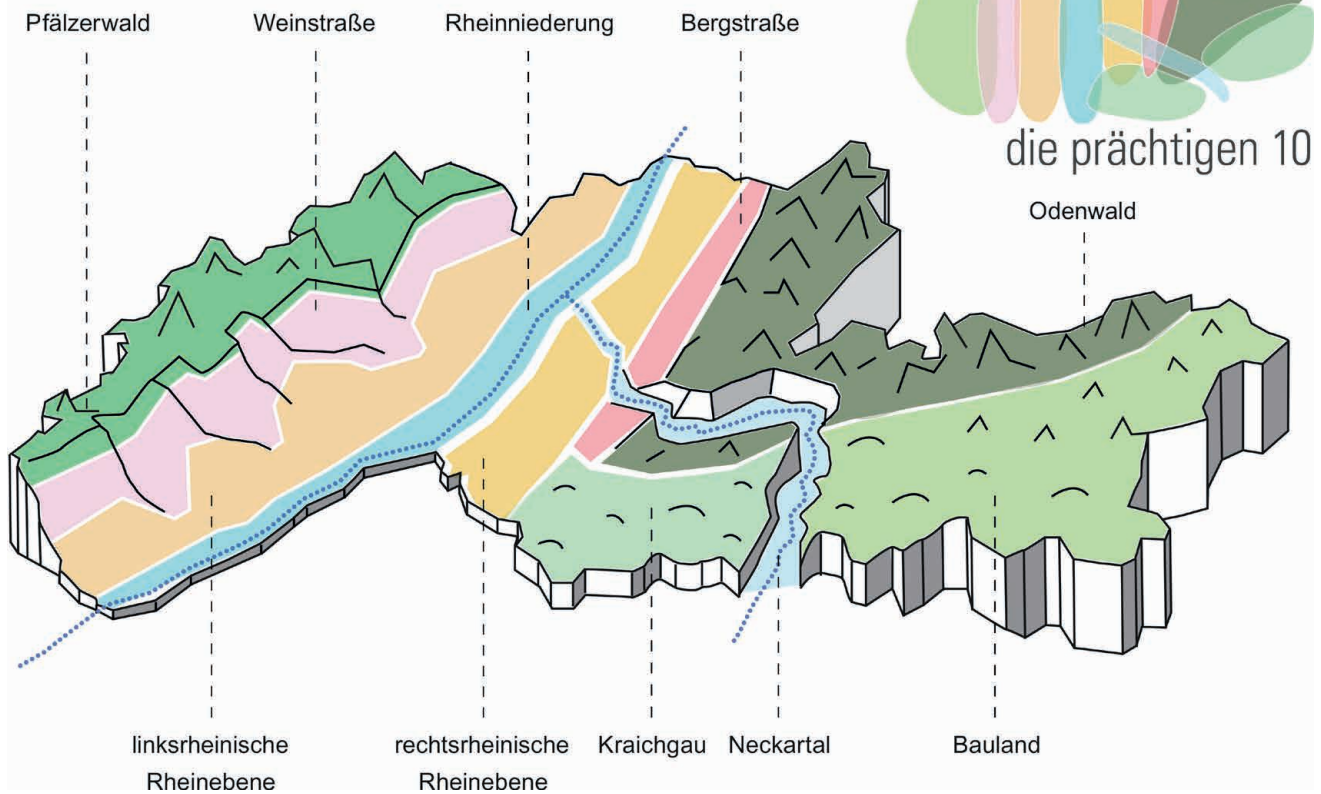 Pfälzerwald
Weinstraße
Rheinniederung
Bergstraße
die prächtigen 10
Odenwald
linksrheinische
Rheinebene
rechtsrheinische
Rheinebene
Kraichgau
Neckartal
Bauland